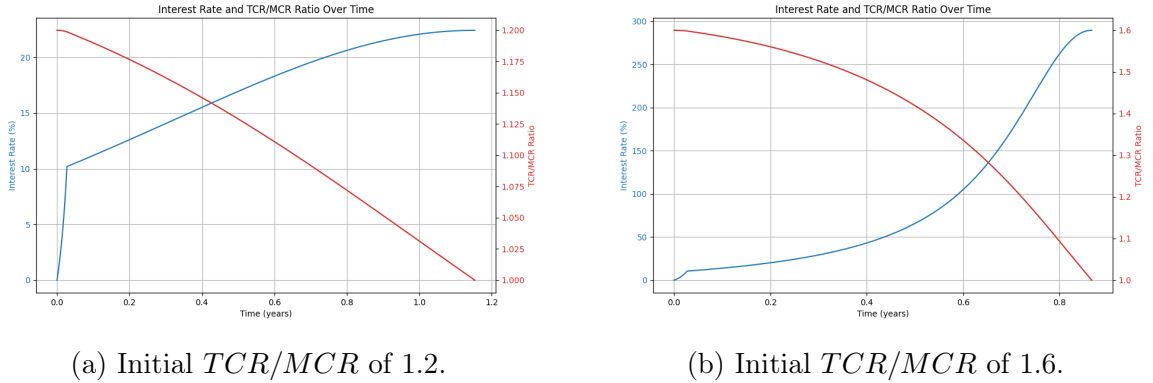 Interest Rate and TCR/MCR Ratio Over Time
Interest Rate (%)
20
15
10
5
0
1.200
1.175
1.150
1.125
1.100
1.075
1.050
1.025
1.000
TCR/MCR Ratio
0.0 0.2 0.4 0.6 0.8 1.0 1.2
Time (years)
(a) Initial TCR/MCR of 1.2.
Interest Rate and TCR/MCR Ratio Over Time
Interest Rate (%)
300
250
200
150
100
50
0
1.6
1.5
1.4
1.3
1.2
1.1
1.0
TCR/MCR Ratio
0.0 0.2 0.4 0.6 0.8
Time (years)
(b) Initial TCR/MCR of 1.6.